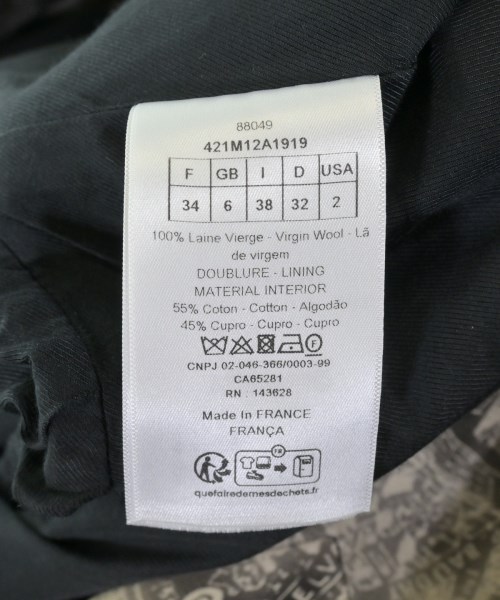 88049
421M12A1919
F GB I D USA
34 6 38 32 2
100% Laine Vierge - Virgin Wool - Lã
de virgem
DOUBLURE - LINING
MATERIAL INTERIOR
55% Coton - Cotton - Algodão
45% Cupro - Cupro - Cupro
F
CNPJ 02-046-366/0003-99
CA65281
RN : 143628
Made In FRANCE
FRANÇA
quefairedemesdechets.fr